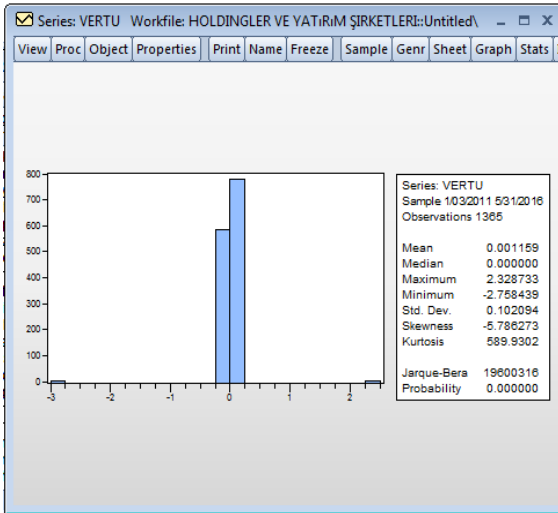 Series: VERTU Workfile: HOLDINGLER VE YATıRıM ŞIRKETLERI::Untitled\
View Proc Object Properties Print Name Freeze Sample Genr Sheet Graph Stats
800
700
600
500
400
300
200
100
0
-3 -2 -1 0 1 2
Series: VERTU
Sample 1/03/2011 5/31/2016
Observations 1365
Mean 0.001159
Median 0.000000
Maximum 2.328733
Minimum -2.758439
Std. Dev. 0.102094
Skewness -5.786273
Kurtosis 589.9302
Jarque-Bera 19600316
Probability 0.000000